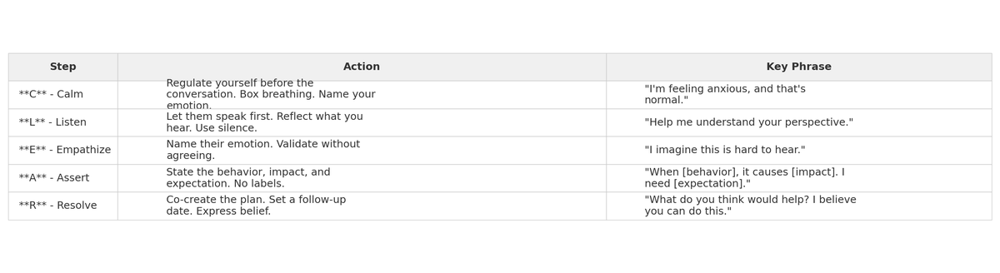 Step Action Key Phrase
**C** - Calm
Regulate yourself before the
conversation. Box breathing. Name your
emotion.
"I'm feeling anxious, and that's
normal."
**L** - Listen
Let them speak first. Reflect what you
hear. Use silence.
"Help me understand your perspective."
**E** - Empathize
Name their emotion. Validate without
agreeing.
"I imagine this is hard to hear."
**A** - Assert
State the behavior, impact, and
expectation. No labels.
"When [behavior], it causes [impact]. I
need [expectation]."
**R** - Resolve
Co-create the plan. Set a follow-up
date. Express belief.
"What do you think would help? I believe
you can do this."